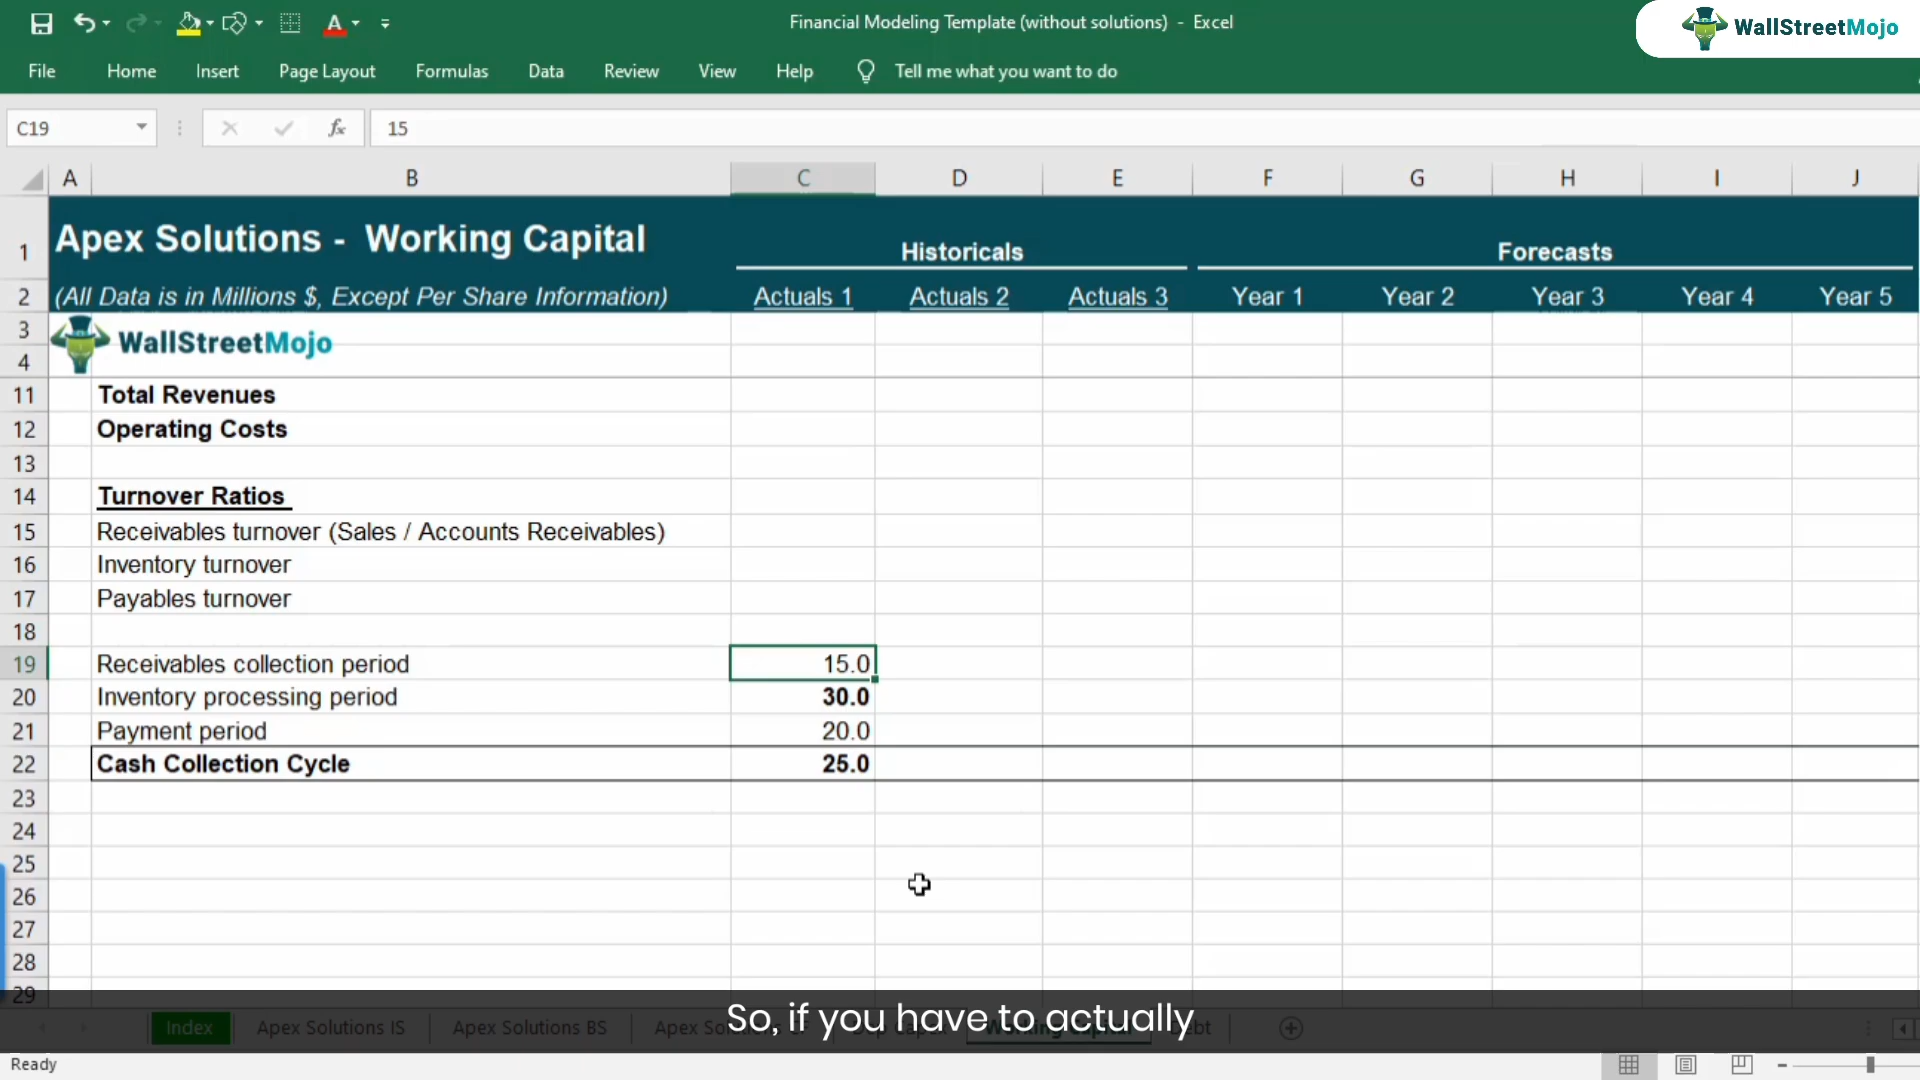 Financial Modeling Template (without solutions) - Excel
WallStreetMojo
File Home Insert Page Layout Formulas Data Review View Help Tell me what you want to do
C19 fx 15
A B C D E F G H I J
1 Apex Solutions - Working Capital Historicals Forecasts
2 (All Data is in Millions $, Except Per Share Information) Actuals 1 Actuals 2 Actuals 3 Year 1 Year 2 Year 3 Year 4 Year 5
3
WallStreetMojo
4
11 Total Revenues
12 Operating Costs
13
14 Turnover Ratios
15 Receivables turnover (Sales / Accounts Receivables)
16 Inventory turnover
17 Payables turnover
18
19 Receivables collection period 15.0
20 Inventory processing period 30.0
21 Payment period 20.0
22 Cash Collection Cycle 25.0
23
24
25
26
27
28
29
So, if you have to actually
Index Apex Solutions IS Apex Solutions BS
Ready